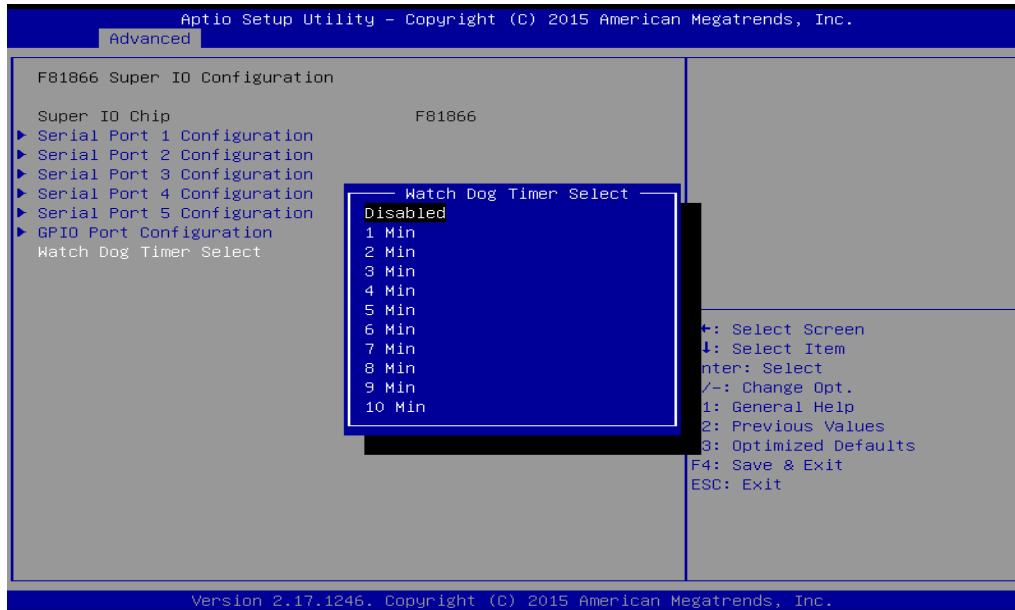 Aptio Setup Utility – Copyright (C) 2015 American Megatrends, Inc.
Advanced
F81866 Super IO Configuration
Super IO Chip F81866
Serial Port 1 Configuration
Serial Port 2 Configuration
Serial Port 3 Configuration
Serial Port 4 Configuration
Serial Port 5 Configuration
GPIO Port Configuration
Watch Dog Timer Select
Watch Dog Timer Select
Disabled
1 Min
2 Min
3 Min
4 Min
5 Min
6 Min
7 Min
8 Min
9 Min
10 Min
: Select Screen
: Select Item
nter: Select
/-: Change Opt.
1: General Help
2: Previous Values
3: Optimized Defaults
F4: Save & Exit
ESC: Exit
Version 2.17.1246. Copyright (C) 2015 American Megatrends, Inc.